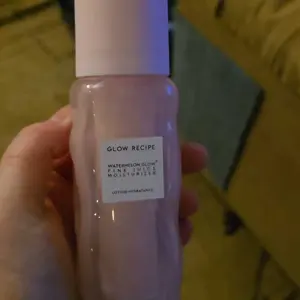 GLOW RECIPE
WATERMELON GLOW
PINK JUICE
MOISTURIZER